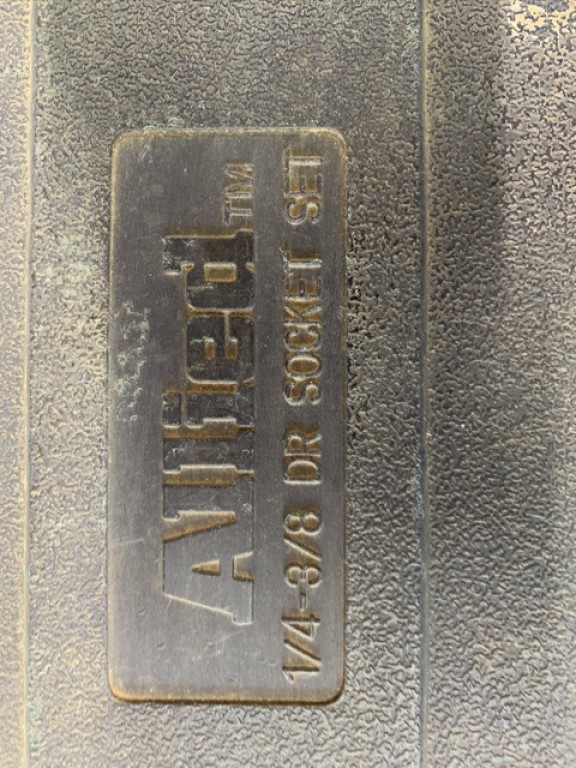 Allied™
1/4-3/8 DR SOCKET SET